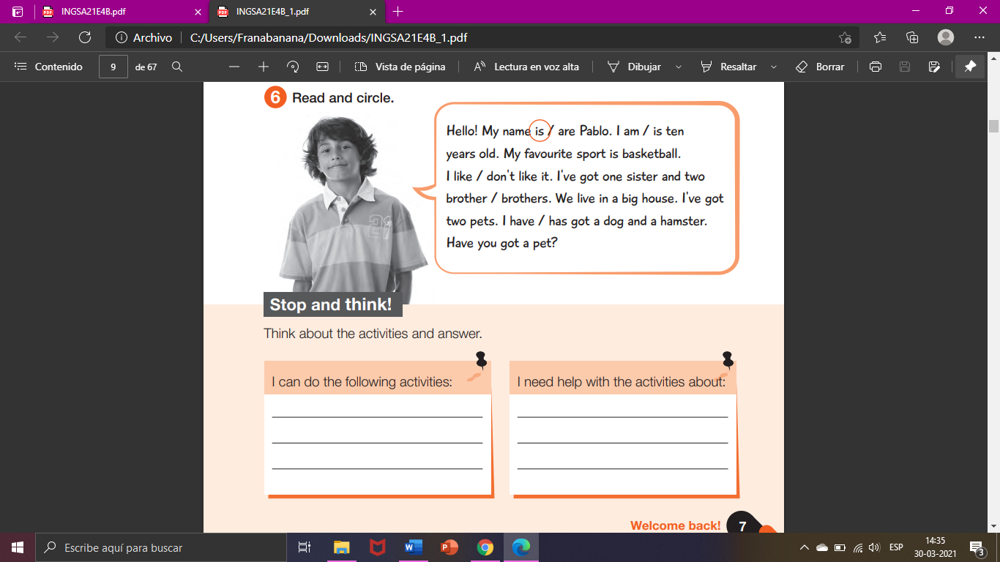 INGSA21E4B.pdf
INGSA21E4B_1.pdf
Archivo
C:/Users/Franabanana/Downloads/INGSA21E4B_1.pdf
Contenido
9
de 67
Vista de página
Lectura en voz alta
Dibujar
Resaltar
Borrar
6 Read and circle.
Hello! My name is / are Pablo. I am / is ten
years old. My favourite sport is basketball.
I like / don't like it. I've got one sister and two
brother / brothers. We live in a big house. I've got
two pets. I have / has got a dog and a hamster.
Have you got a pet?
21
Stop and think!
Think about the activities and answer.
I can do the following activities:
I need help with the activities about:
Welcome back! 7
Escribe aquí para buscar
ESP
14:35
30-03-2021
3